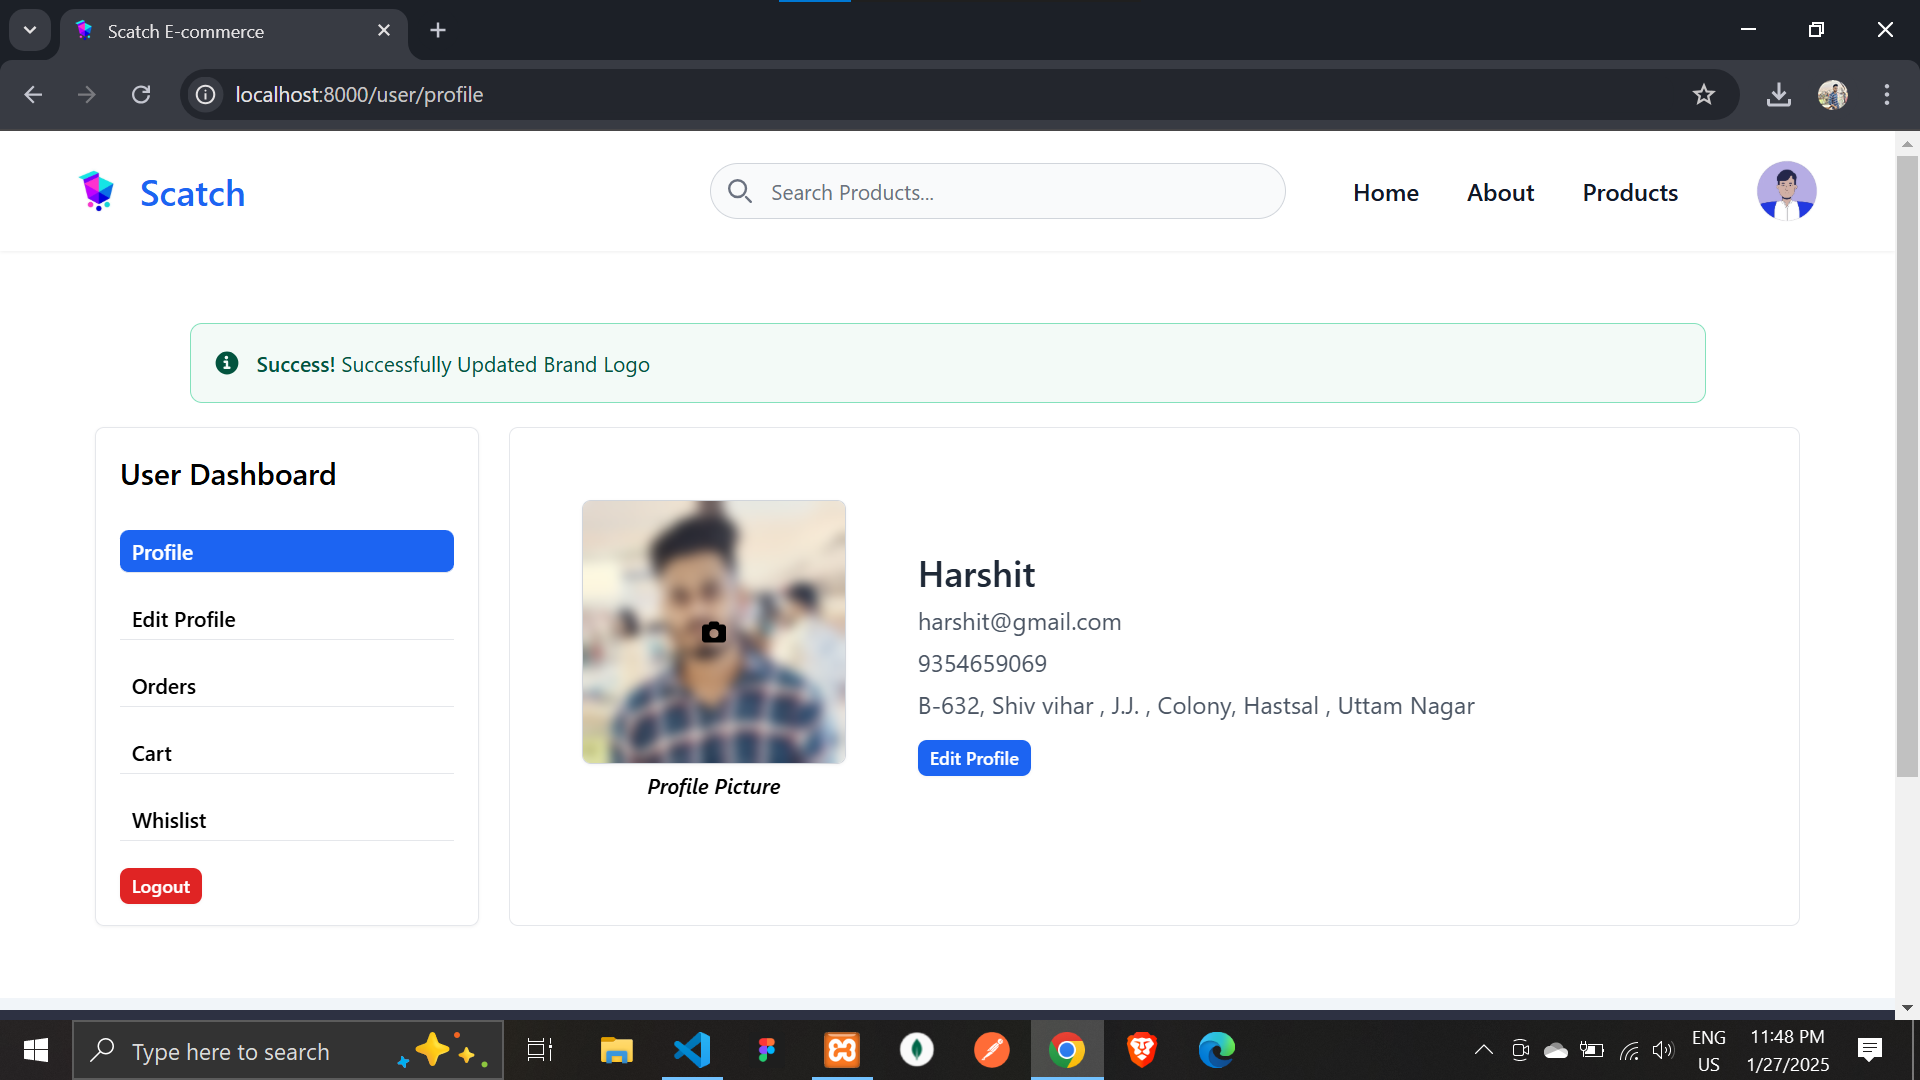 Scatch E-commerce
localhost:8000/user/profile
Scatch
Search Products...
Home
About
Products
Success! Successfully Updated Brand Logo
User Dashboard
Profile
Edit Profile
Orders
Cart
Whislist
Logout
Profile Picture
Harshit
harshit@gmail.com
9354659069
B-632, Shiv vihar , J.J. , Colony, Hastsal , Uttam Nagar
Edit Profile
Type here to search
ENG
US
11:48 PM
1/27/2025